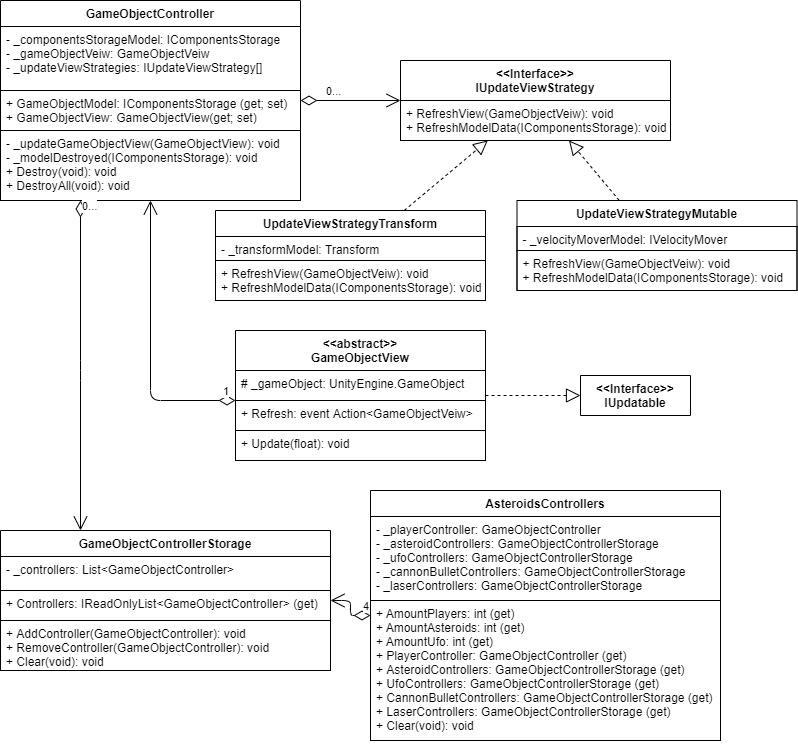 GameObjectController
- _componentsStorageModel: IComponentsStorage
- _gameObjectVeiw: GameObjectVeiw
- _updateViewStrategies: IUpdateViewStrategy[]
+ GameObjectModel: IComponentsStorage (get; set)
+ GameObjectView: GameObjectView(get; set)
- _updateGameObjectView(GameObjectView): void
- _modelDestroyed(IComponentsStorage): void
+ Destroy(void): void
+ DestroyAll(void): void
0...
0...
<<Interface>>
IUpdateViewStrategy
+ RefreshView(GameObjectVeiw): void
+ RefreshModelData(IComponentsStorage): void
UpdateViewStrategyTransform
- _transformModel: Transform
+ RefreshView(GameObjectVeiw): void
+ RefreshModelData(IComponentsStorage): void
UpdateViewStrategyMutable
- _velocityMoverModel: IVelocityMover
+ RefreshView(GameObjectVeiw): void
+ RefreshModelData(IComponentsStorage): void
<<abstract>>
GameObjectView
# _gameObject: UnityEngine.GameObject
+ Refresh: event Action<GameObjectVeiw>
+ Update(float): void
1
<<Interface>>
IUpdatable
GameObjectControllerStorage
- _controllers: List<GameObjectController>
+ Controllers: IReadOnlyList<GameObjectController> (get)
+ AddController(GameObjectController): void
+ RemoveController(GameObjectController): void
+ Clear(void): void
4
AsteroidsControllers
- _playerController: GameObjectController
- _asteroidControllers: GameObjectControllerStorage
- _ufoControllers: GameObjectControllerStorage
- _cannonBulletControllers: GameObjectControllerStorage
- _laserControllers: GameObjectControllerStorage
+ AmountPlayers: int (get)
+ AmountAsteroids: int (get)
+ AmountUfo: int (get)
+ PlayerController: GameObjectController (get)
+ AsteroidControllers: GameObjectControllerStorage (get)
+ UfoControllers: GameObjectControllerStorage (get)
+ CannonBulletControllers: GameObjectControllerStorage (get)
+ LaserControllers: GameObjectControllerStorage (get)
+ Clear(void): void